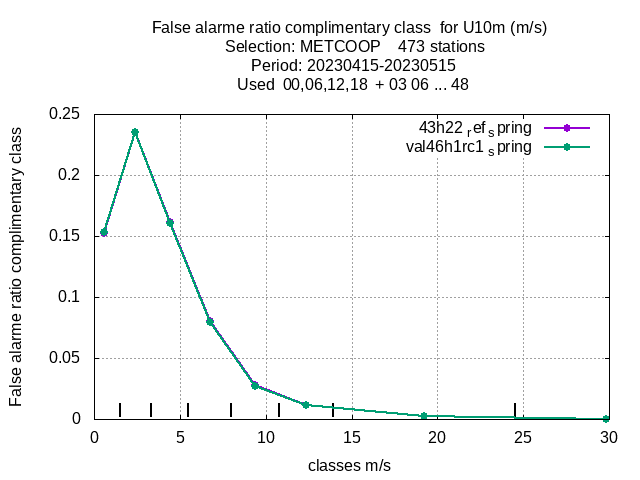 False alarme ratio complimentary class for U10m (m/s)
Selection: METCOOP 473 stations
Period: 20230415-20230515
Used 00,06,12,18 + 03 06 ... 48
False alarme ratio complimentary class
0.25
0.2
0.15
0.1
0.05
0
43h22 ref spring
val46h1rc1 spring
0 5 10 15 20 25 30
classes m/s